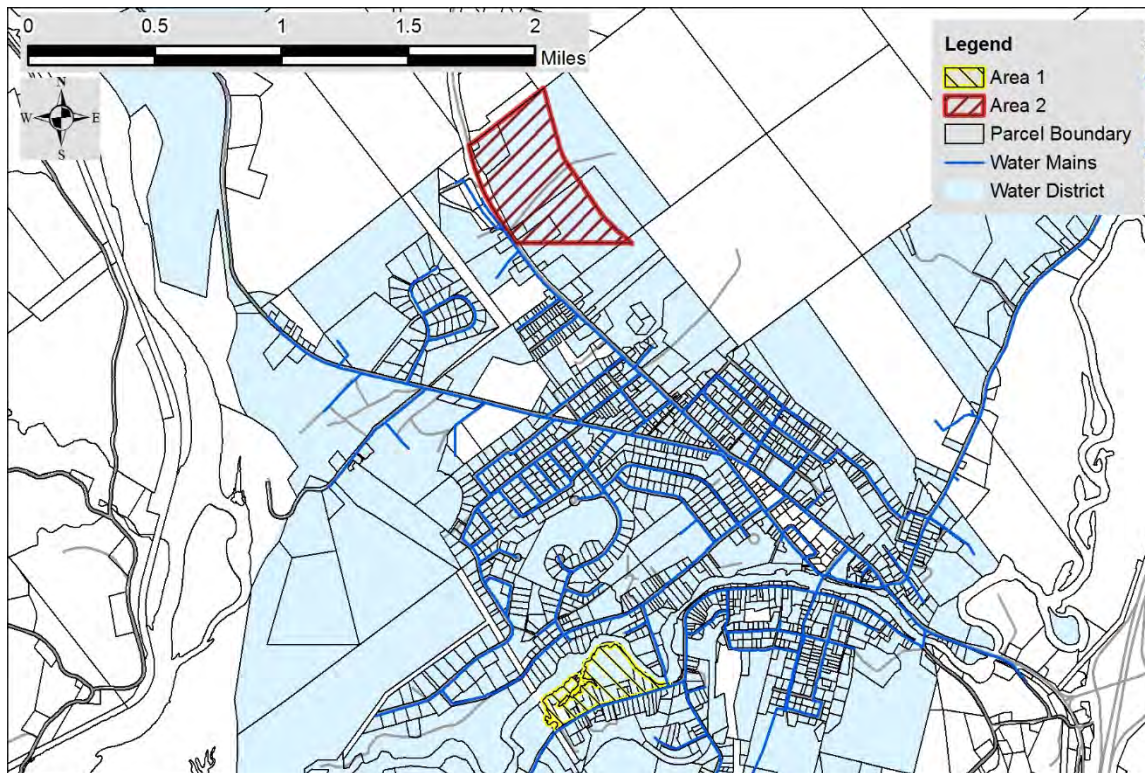 0 0.5 1 1.5 2
Miles
N
W E
S
Legend
Area 1
Area 2
Parcel Boundary
Water Mains
Water District